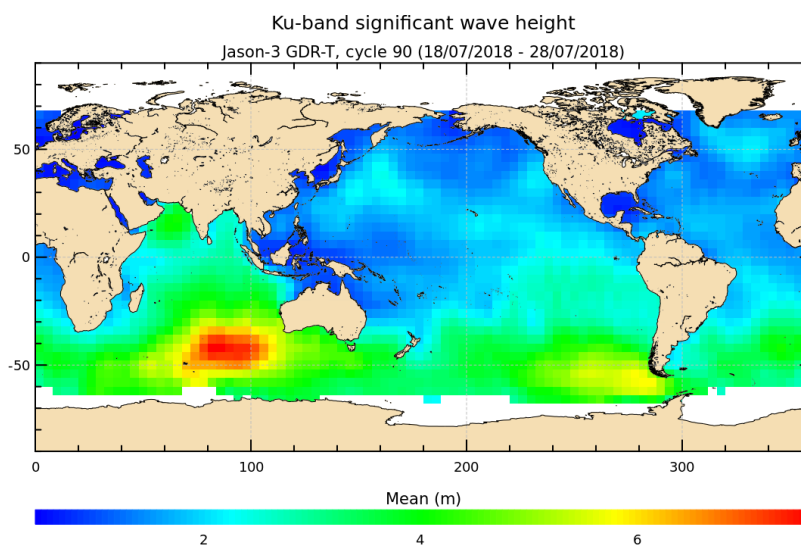 Ku-band significant wave height
Jason-3 GDR-T, cycle 90 (18/07/2018 - 28/07/2018)
50
0
-50
0 100 200 300
Mean (m)
2 4 6